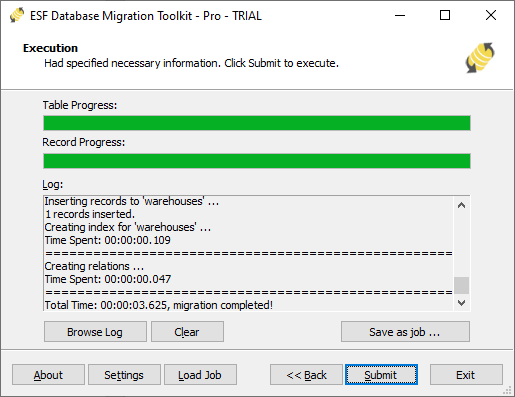 ESF Database Migration Toolkit - Pro - TRIAL
Execution
Had specified necessary information. Click Submit to execute.
Table Progress:
Record Progress:
Log:
Inserting records to 'warehouses' ...
1 records inserted.
Creating index for 'warehouses' ...
Time Spent: 00:00:00.109
====================================================
Creating relations ...
Time Spent: 00:00:00.047
====================================================
Total Time: 00:00:03.625, migration completed!
Browse Log
Clear
Save as job ...
About
Settings
Load Job
<< Back
Submit
Exit